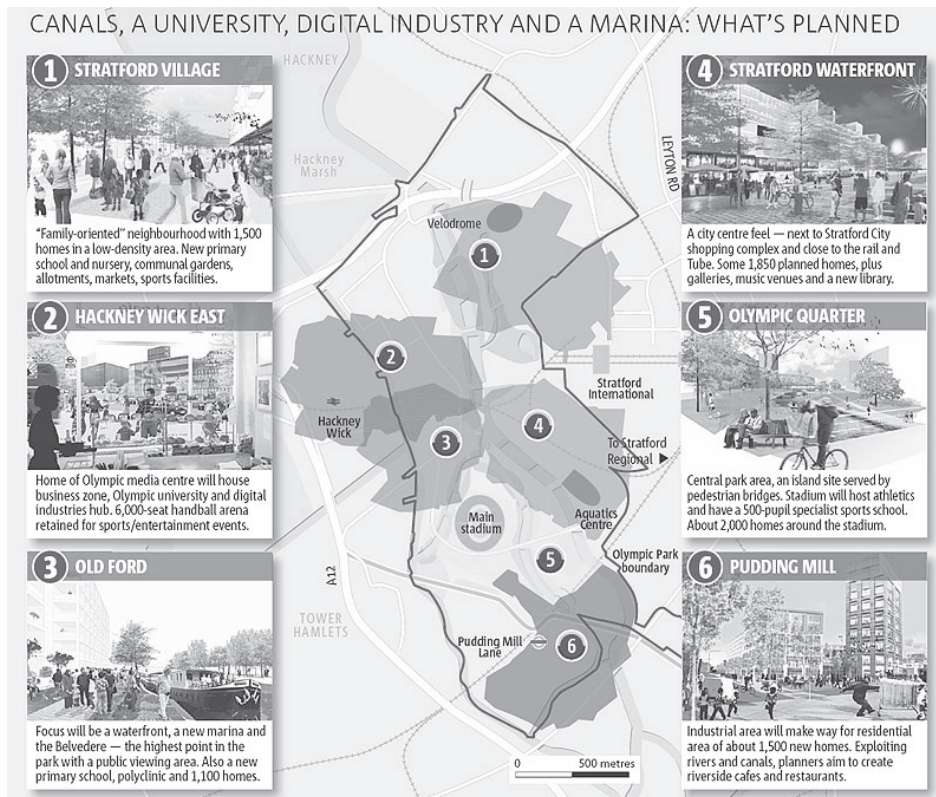 CANALS, A UNIVERSITY, DIGITAL INDUSTRY AND A MARINA: WHAT'S PLANNED
1 STRATFORD VILLAGE
"Family-oriented" neighbourhood with 1,500
homes in a low-density area. New primary
school and nursery, communal gardens,
allotments, markets, sports facilities.
2 HACKNEY WICK EAST
Home of Olympic media centre will house
business zone, Olympic university and digital
industries hub. 6,000-seat handball arena
retained for sports/entertainment events.
3 OLD FORD
Focus will be a waterfront, a new marina and
the Belvedere — the highest point in the
park with a public viewing area. Also a new
primary school, polyclinic and 1,100 homes.
HACKNEY
Hackney
Marsh
LEYTON RD
Velodrome
1
2
Stratford
International
Hackney
Wick
3
4
To Stratford
Regional
Main
stadium
Aquatics
Centre
5
Olympic Park
boundary
A12
TOWER
HAMLETS
Pudding Mill
Lane
6
0 500 metres
4 STRATFORD WATERFRONT
A city centre feel — next to Stratford City
shopping complex and close to the rail and
Tube. Some 1,850 planned homes, plus
galleries, music venues and a new library.
5 OLYMPIC QUARTER
Central park area, an island site served by
pedestrian bridges. Stadium will host athletics
and have a 500-pupil specialist sports school.
About 2,000 homes around the stadium.
6 PUDDING MILL
Industrial area will make way for residential
area of about 1,500 new homes. Exploiting
rivers and canals, planners aim to create
riverside cafes and restaurants.